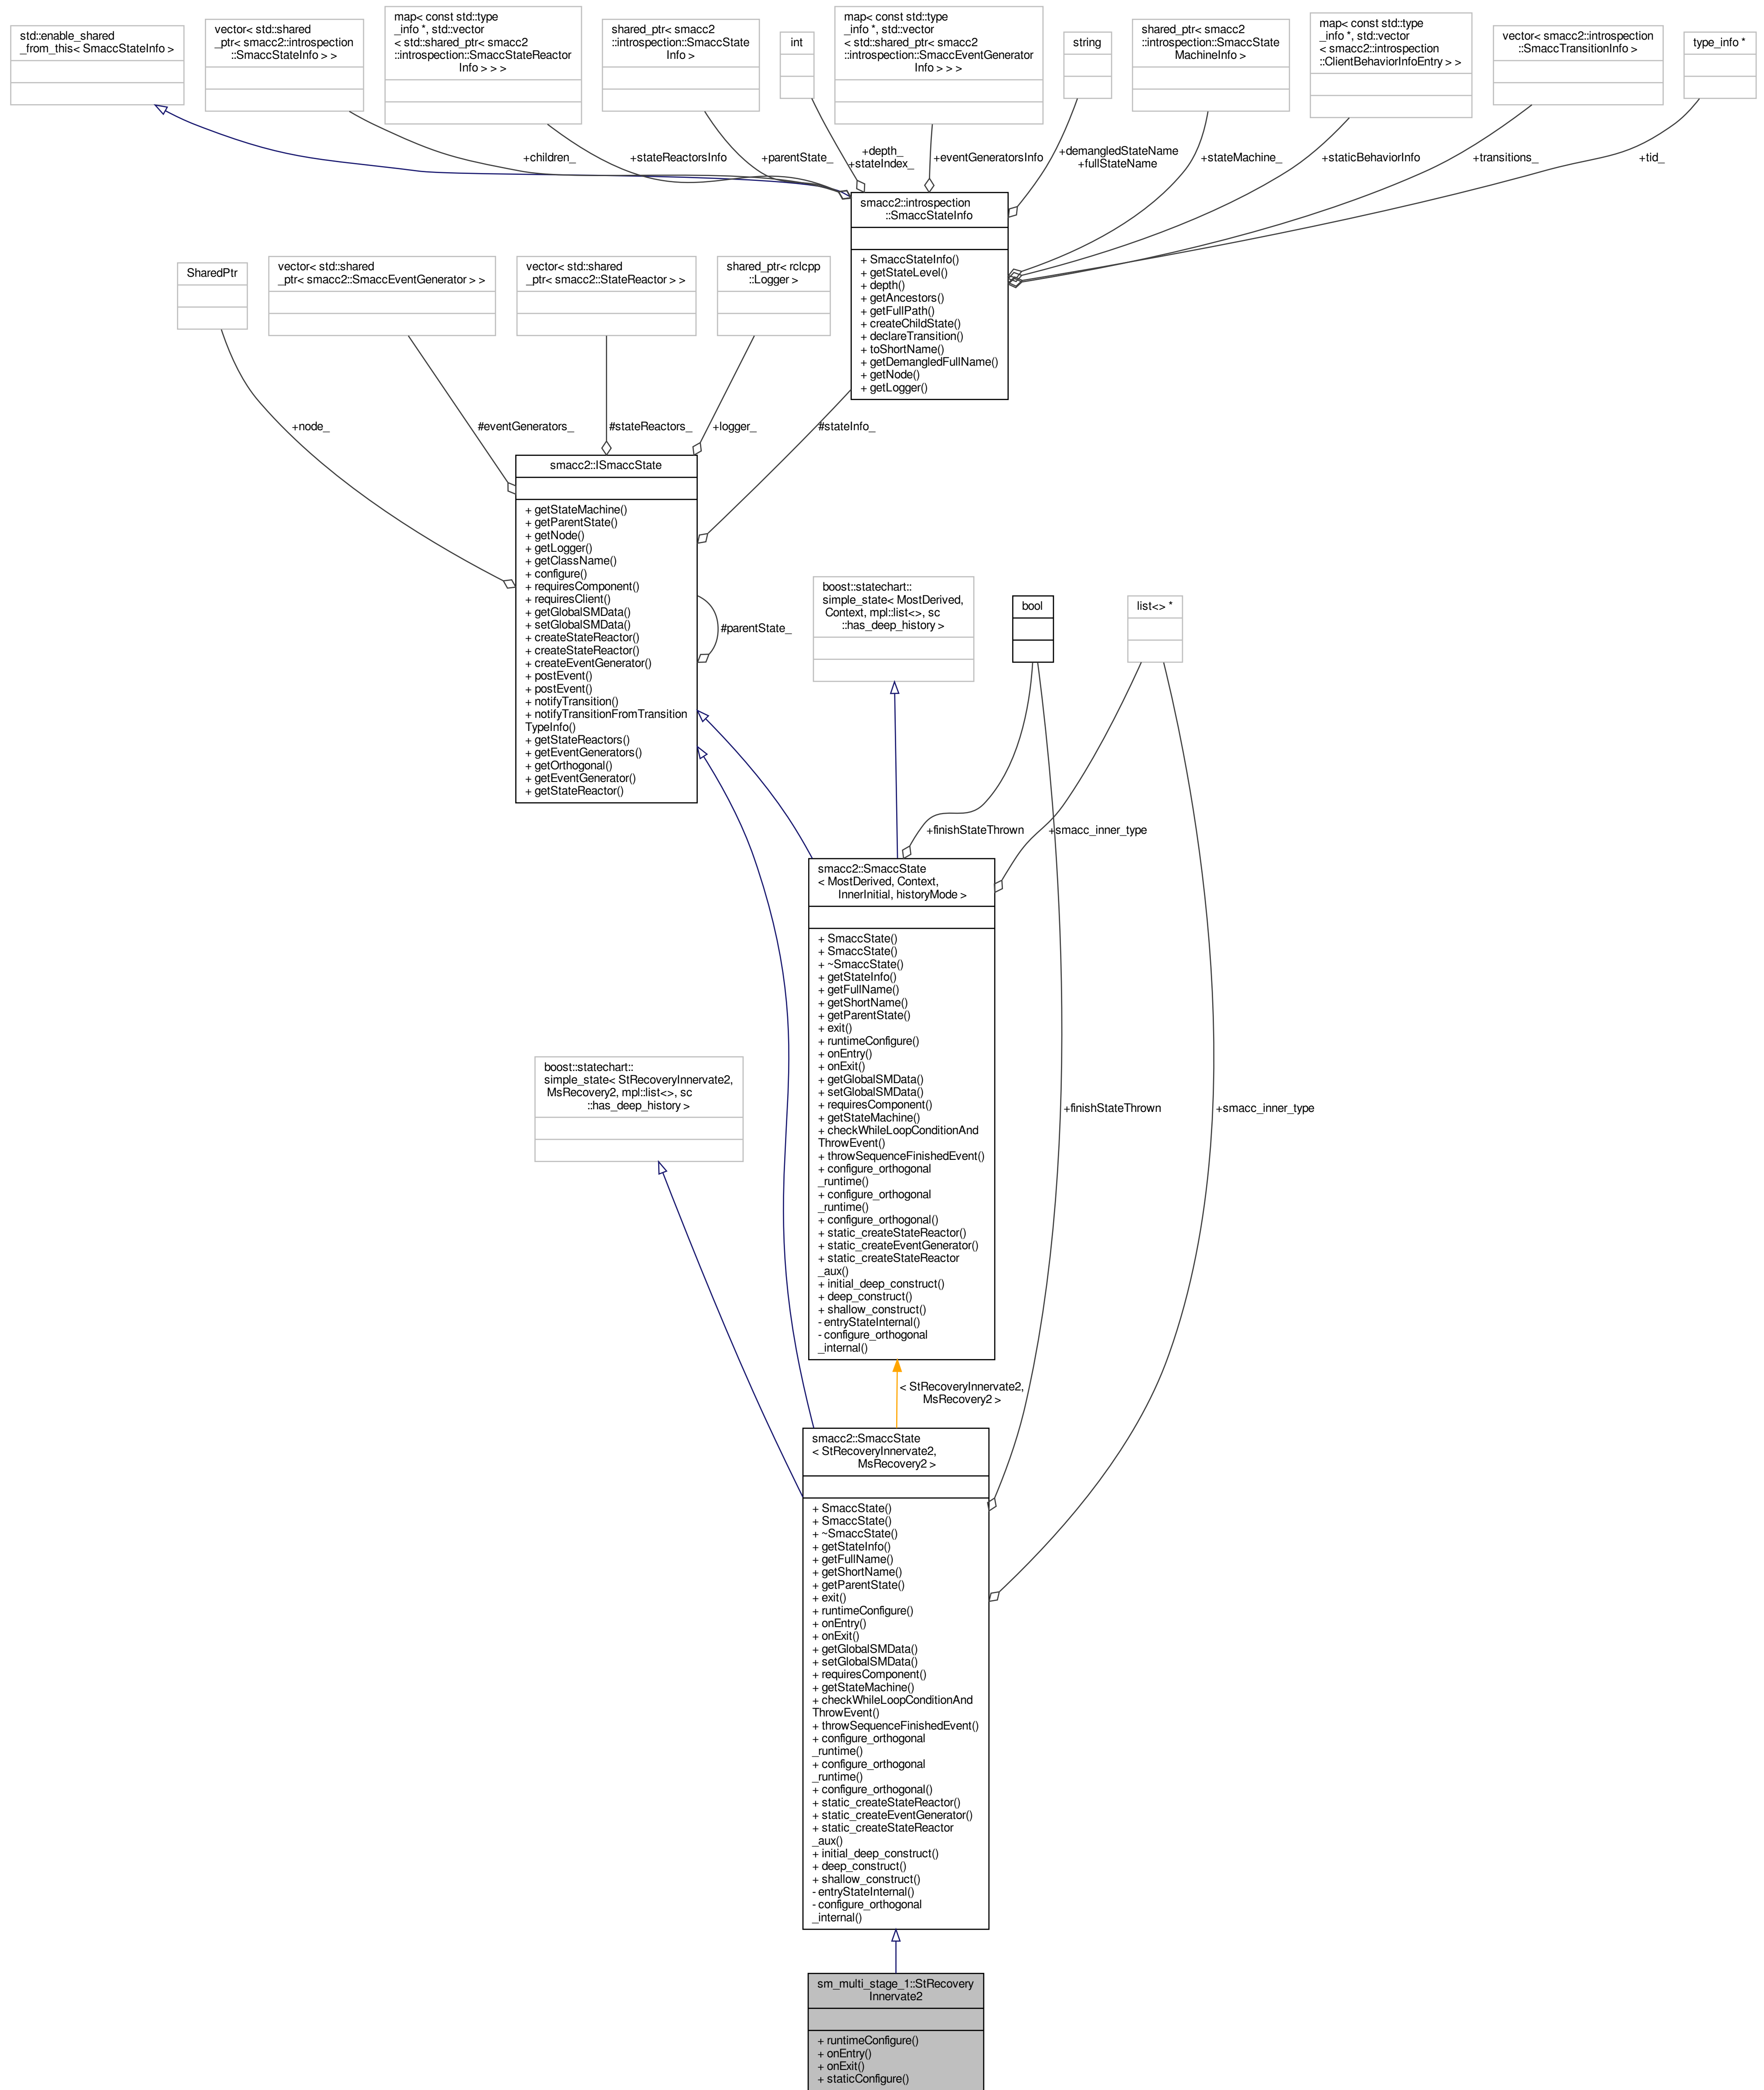 std::enable_shared
_from_this< SmaccStateInfo >
vector< std::shared
_ptr< smacc2::introspection
::SmaccStateInfo > >
map< const std::type
_info *, std::vector
< std::shared_ptr< smacc2
::introspection::SmaccStateReactor
Info > > >
shared_ptr< smacc2
::introspection::SmaccState
Info >
int
map< const std::type
_info *, std::vector
< std::shared_ptr< smacc2
::introspection::SmaccEventGenerator
Info > > >
string
shared_ptr< smacc2
::introspection::SmaccState
MachineInfo >
map< const std::type
_info *, std::vector
< smacc2::introspection
::ClientBehaviorInfoEntry > >
vector< smacc2::introspection
::SmaccTransitionInfo >
type_info *
+children_
+stateReactorsInfo
+parentState_
+depth_
+stateIndex_
+eventGeneratorsInfo
+demangledStateName
+fullStateName
+stateMachine_
+staticBehaviorInfo
+transitions_
+tid_
smacc2::introspection
::SmaccStateInfo
+ SmaccStateInfo()
+ getStateLevel()
+ depth()
+ getAncestors()
+ getFullPath()
+ createChildState()
+ declareTransition()
+ toShortName()
+ getDemangledFullName()
+ getNode()
+ getLogger()
SharedPtr
vector< std::shared
_ptr< smacc2::SmaccEventGenerator > >
vector< std::shared
_ptr< smacc2::StateReactor > >
shared_ptr< rclcpp
::Logger >
+node_
#eventGenerators_
#stateReactors_
+logger_
#stateInfo_
smacc2::ISmaccState
+ getStateMachine()
+ getParentState()
+ getNode()
+ getLogger()
+ getClassName()
+ configure()
+ requiresComponent()
+ requiresClient()
+ getGlobalSMData()
+ setGlobalSMData()
+ createStateReactor()
+ createStateReactor()
+ createEventGenerator()
+ postEvent()
+ postEvent()
+ notifyTransition()
+ notifyTransitionFromTransition
TypeInfo()
+ getStateReactors()
+ getEventGenerators()
+ getOrthogonal()
+ getEventGenerator()
+ getStateReactor()
#parentState_
boost::statechart::
simple_state< MostDerived,
Context, mpl::list<>, sc
::has_deep_history >
bool
list<> *
+finishStateThrown
+smacc_inner_type
smacc2::SmaccState
< MostDerived, Context,
InnerInitial, historyMode >
+ SmaccState()
+ SmaccState()
+ ~SmaccState()
+ getStateInfo()
+ getFullName()
+ getShortName()
+ getParentState()
+ exit()
+ runtimeConfigure()
+ onEntry()
+ onExit()
+ getGlobalSMData()
+ setGlobalSMData()
+ requiresComponent()
+ getStateMachine()
+ checkWhileLoopConditionAnd
ThrowEvent()
+ throwSequenceFinishedEvent()
+ configure_orthogonal
_runtime()
+ configure_orthogonal
_runtime()
+ configure_orthogonal()
+ static_createStateReactor()
+ static_createEventGenerator()
+ static_createStateReactor
_aux()
+ initial_deep_construct()
+ deep_construct()
+ shallow_construct()
- entryStateInternal()
- configure_orthogonal
_internal()
boost::statechart::
simple_state< StRecoveryInnervate2,
MsRecovery2, mpl::list<>, sc
::has_deep_history >
+finishStateThrown
+smacc_inner_type
< StRecoveryInnervate2,
MsRecovery2 >
smacc2::SmaccState
< StRecoveryInnervate2,
MsRecovery2 >
+ SmaccState()
+ SmaccState()
+ ~SmaccState()
+ getStateInfo()
+ getFullName()
+ getShortName()
+ getParentState()
+ exit()
+ runtimeConfigure()
+ onEntry()
+ onExit()
+ getGlobalSMData()
+ setGlobalSMData()
+ requiresComponent()
+ getStateMachine()
+ checkWhileLoopConditionAnd
ThrowEvent()
+ throwSequenceFinishedEvent()
+ configure_orthogonal
_runtime()
+ configure_orthogonal
_runtime()
+ configure_orthogonal()
+ static_createStateReactor()
+ static_createEventGenerator()
+ static_createStateReactor
_aux()
+ initial_deep_construct()
+ deep_construct()
+ shallow_construct()
- entryStateInternal()
- configure_orthogonal
_internal()
sm_multi_stage_1::StRecovery
Innervate2
+ runtimeConfigure()
+ onEntry()
+ onExit()
+ staticConfigure()